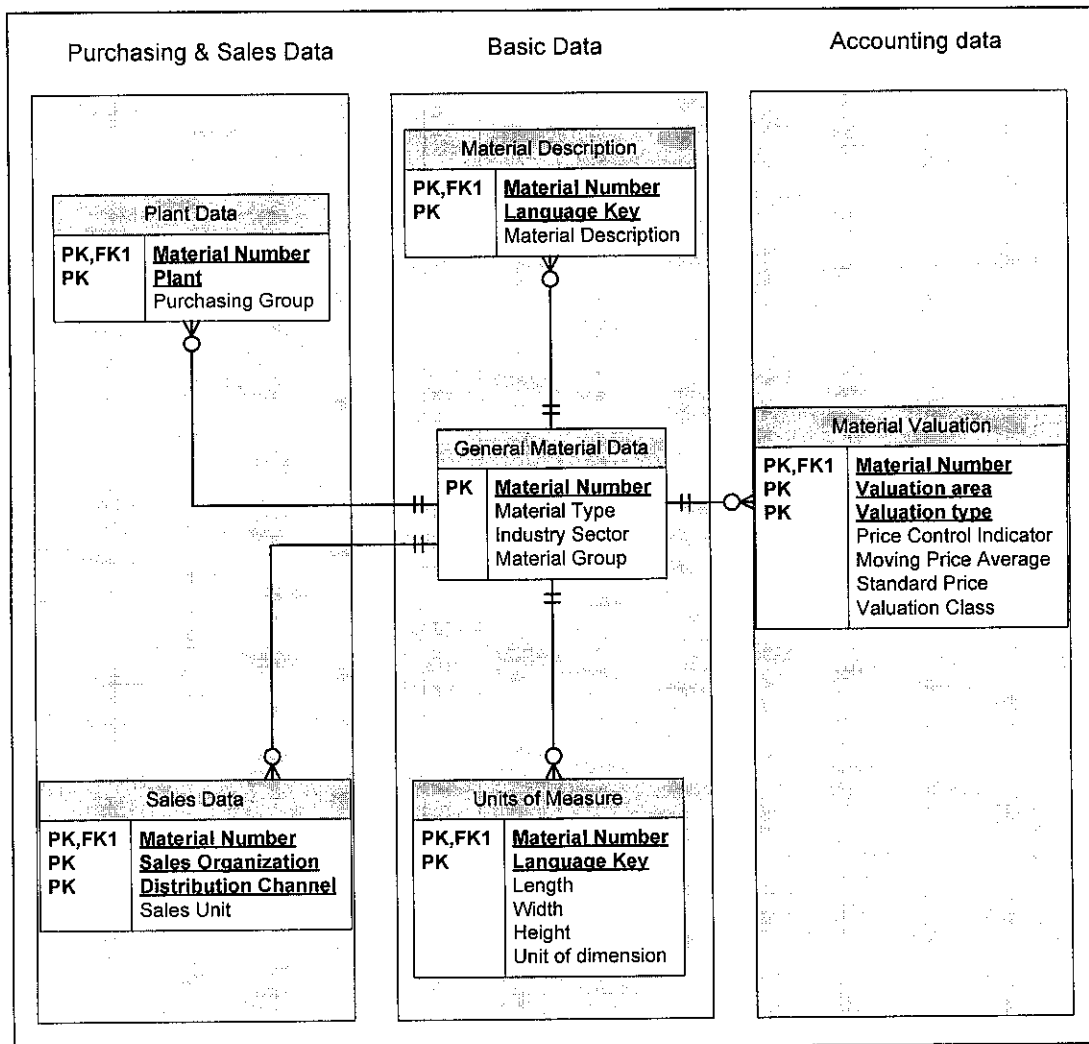 Purchasing & Sales Data
Plant Data
PK,FK1 Material Number
PK Plant
Purchasing Group
Sales Data
PK,FK1 Material Number
PK Sales Organization
PK Distribution Channel
Sales Unit
Basic Data
Material Description
PK,FK1 Material Number
PK Language Key
Material Description
General Material Data
PK Material Number
Material Type
Industry Sector
Material Group
Units of Measure
PK,FK1 Material Number
PK Language Key
Length
Width
Height
Unit of dimension
Accounting data
Material Valuation
PK,FK1 Material Number
PK Valuation area
PK Valuation type
Price Control Indicator
Moving Price Average
Standard Price
Valuation Class